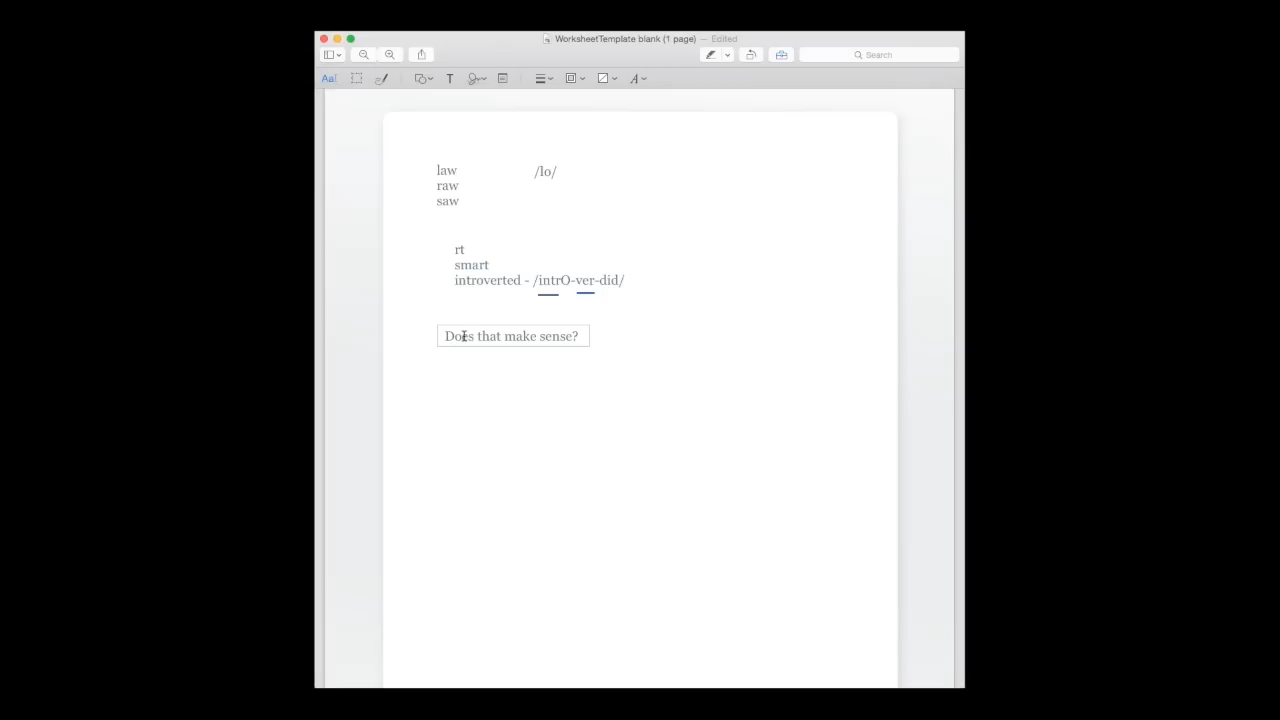 WorksheetTemplate blank (1 page) — Edited
Search
law /lo/
raw
saw
rt
smart
introverted - /intrO-ver-did/
Does that make sense?